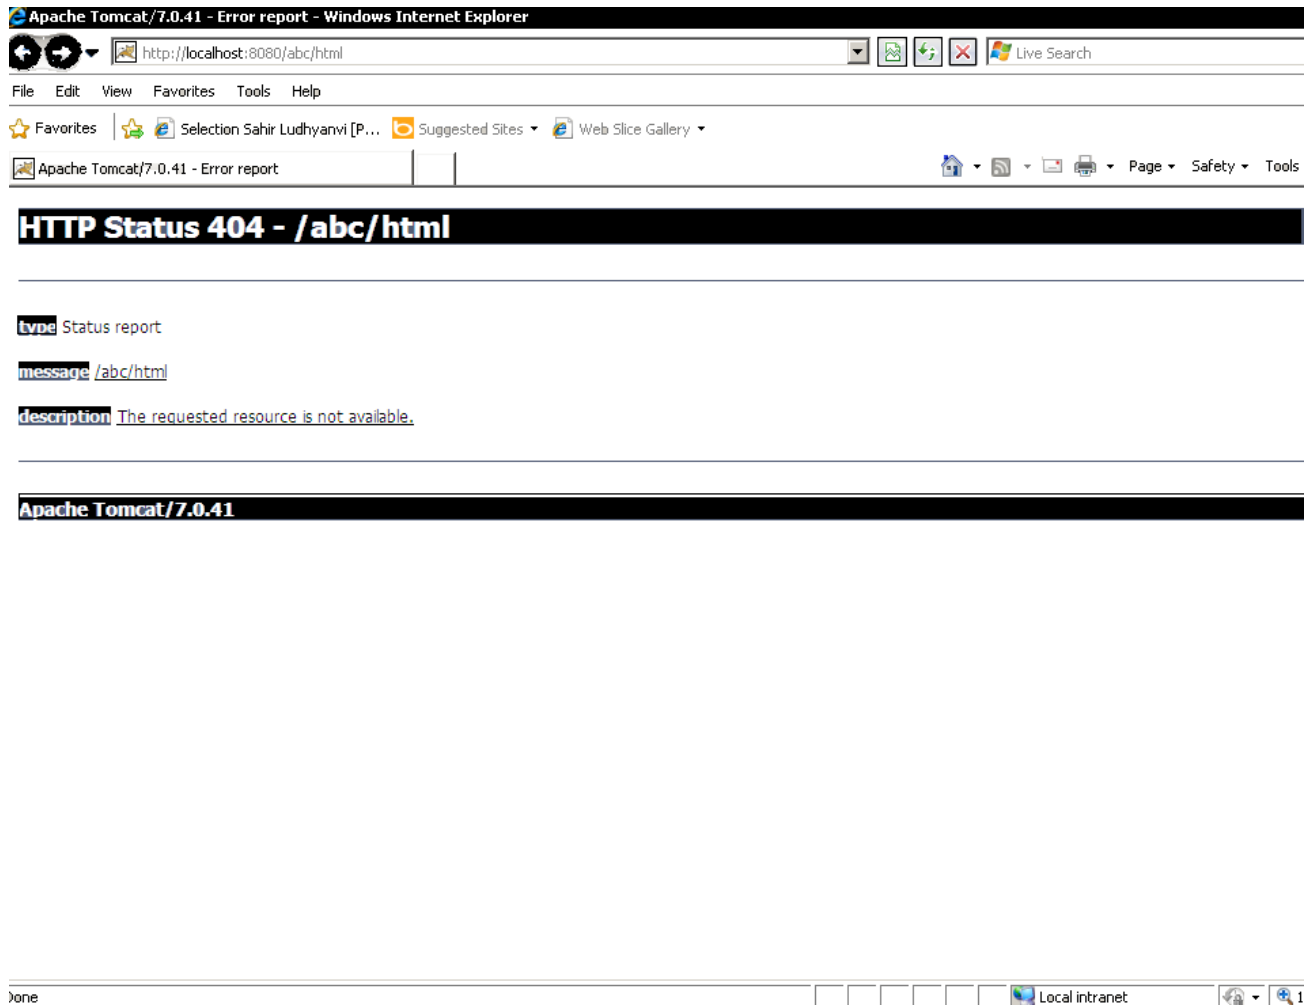 Apache Tomcat/7.0.41 - Error report - Windows Internet Explorer
http://localhost:8080/abc/html
Live Search
File Edit View Favorites Tools Help
Favorites Selection Sahir Ludhyanvi [P... Suggested Sites Web Slice Gallery
Apache Tomcat/7.0.41 - Error report
Page Safety Tools
HTTP Status 404 - /abc/html
type Status report
message /abc/html
description The requested resource is not available.
Apache Tomcat/7.0.41
Local intranet